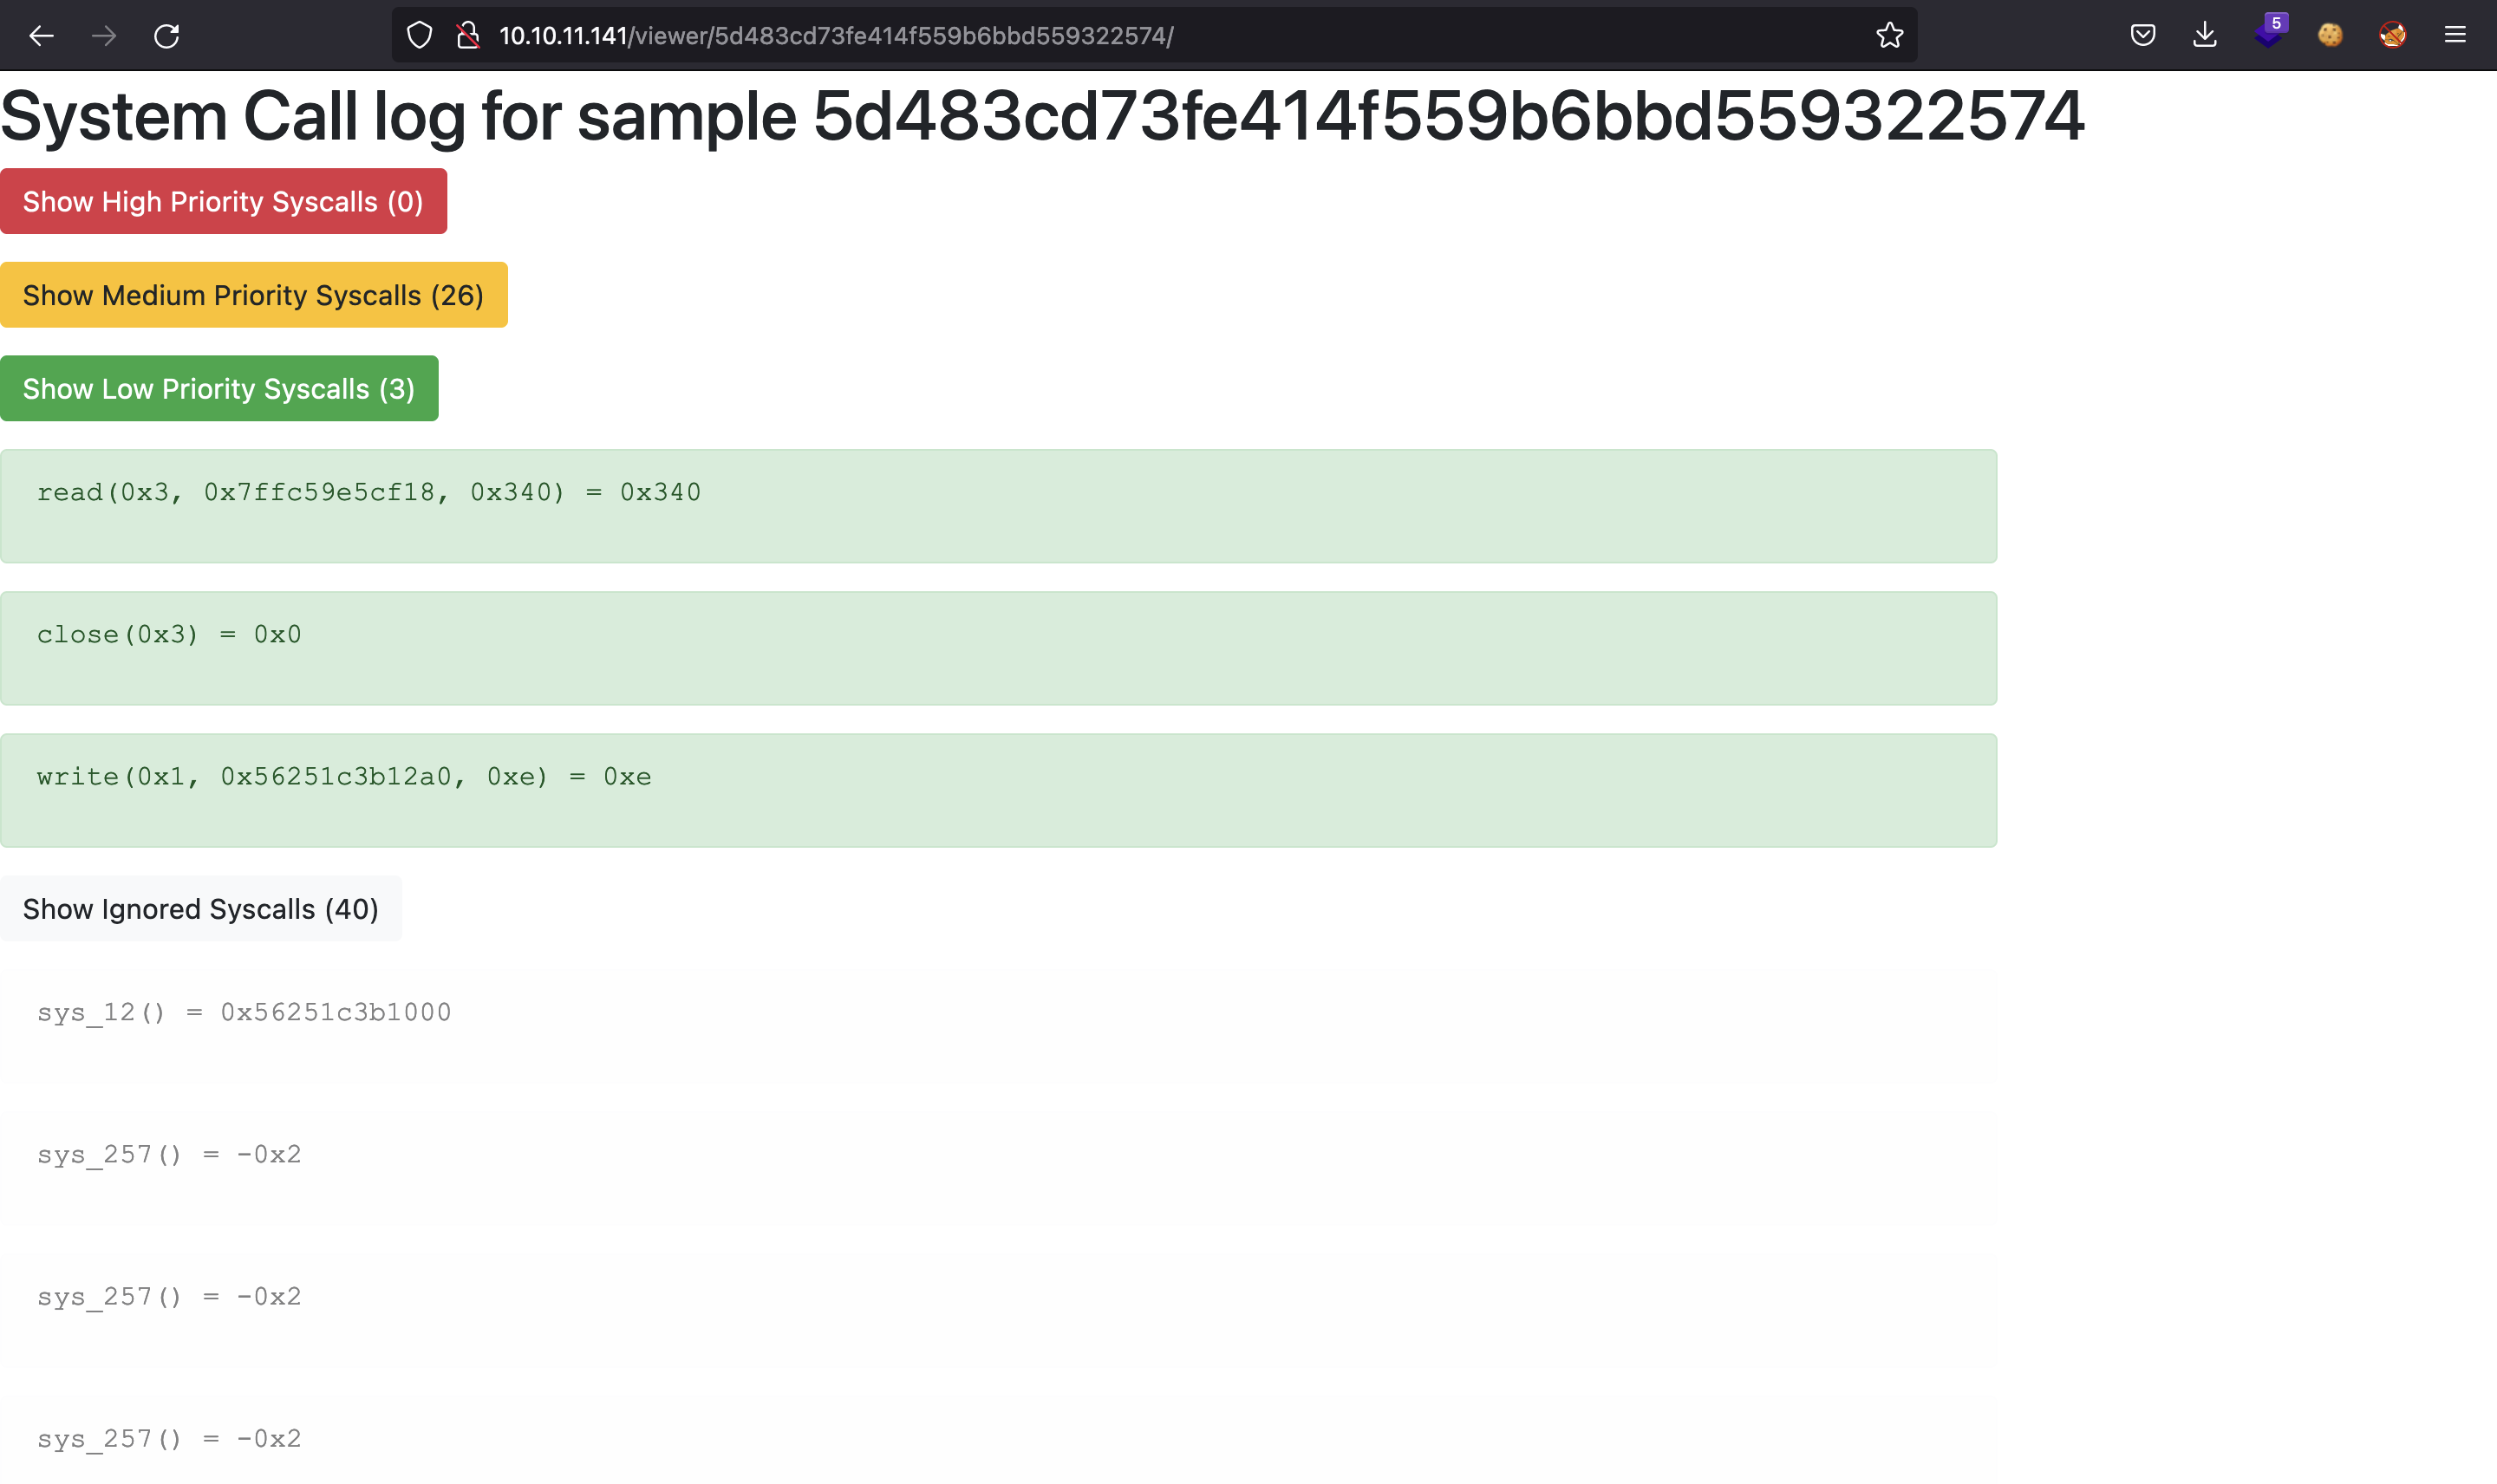 10.10.11.141/viewer/5d483cd73fe414f559b6bbd559322574/
5
System Call log for sample 5d483cd73fe414f559b6bbd559322574
Show High Priority Syscalls (0)
Show Medium Priority Syscalls (26)
Show Low Priority Syscalls (3)
read(0x3, 0x7ffc59e5cf18, 0x340) = 0x340
close(0x3) = 0x0
write(0x1, 0x56251c3b12a0, 0xe) = 0xe
Show Ignored Syscalls (40)
sys_12() = 0x56251c3b1000
sys_257() = -0x2
sys_257() = -0x2
sys_257() = -0x2